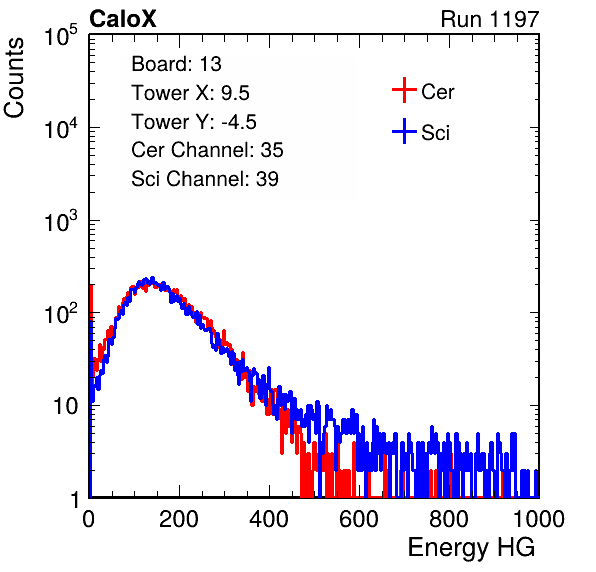 CaloX Run 1197
Counts
Board: 13
Tower X: 9.5
Tower Y: -4.5
Cer Channel: 35
Sci Channel: 39
Cer
Sci
10^5
10^4
10^3
10^2
10
1
0 200 400 600 800 1000
Energy HG